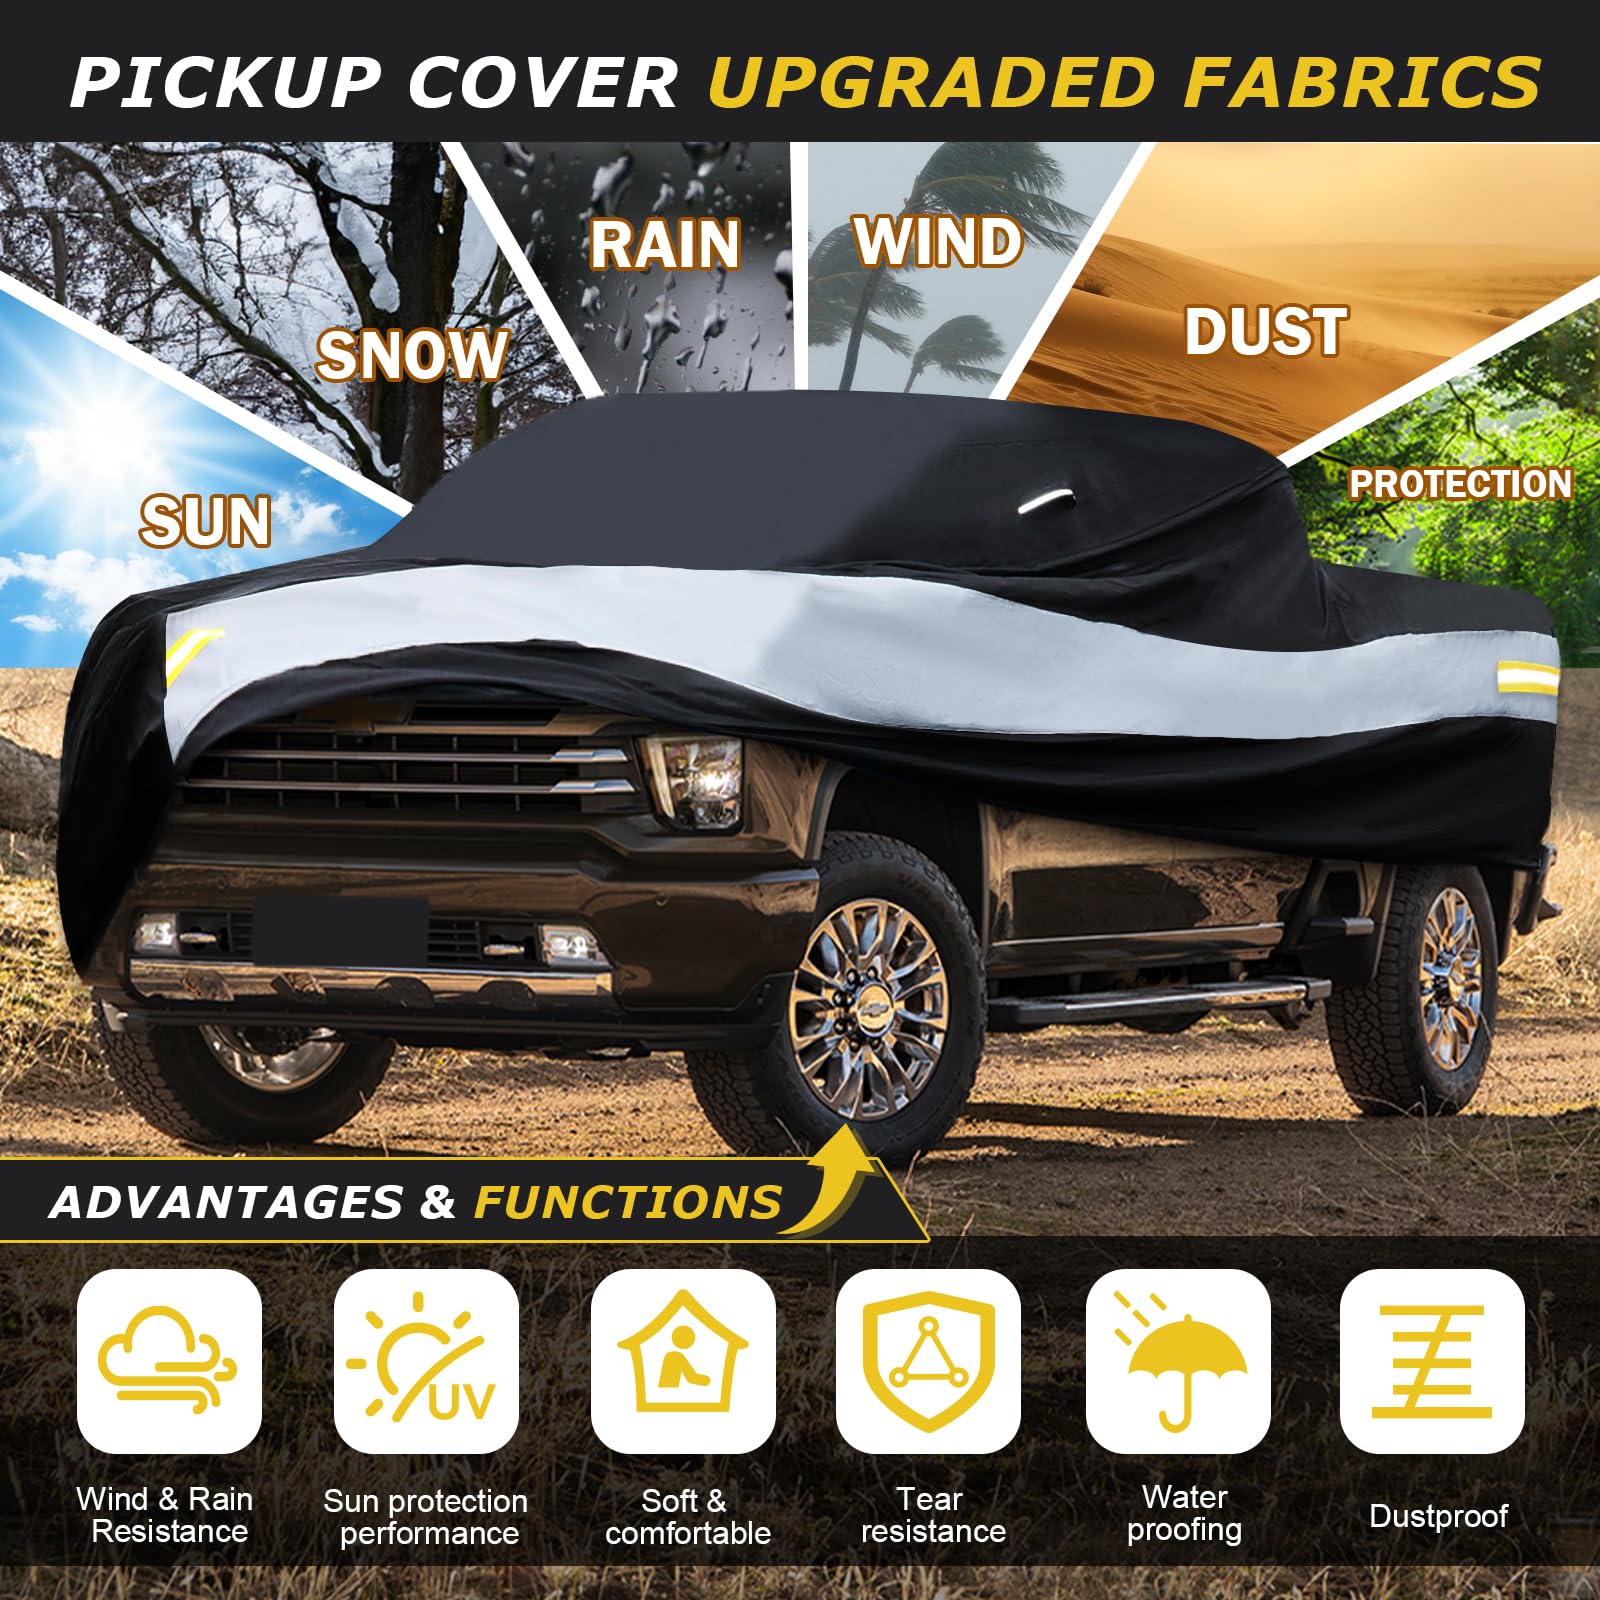 PICKUP COVER UPGRADED FABRICS
RAIN
WIND
SNOW
DUST
PROTECTION
SUN
ADVANTAGES & FUNCTIONS
UV
Wind & Rain
Resistance
Sun protection
performance
Soft &
comfortable
Tear
resistance
Water
proofing
Dustproof